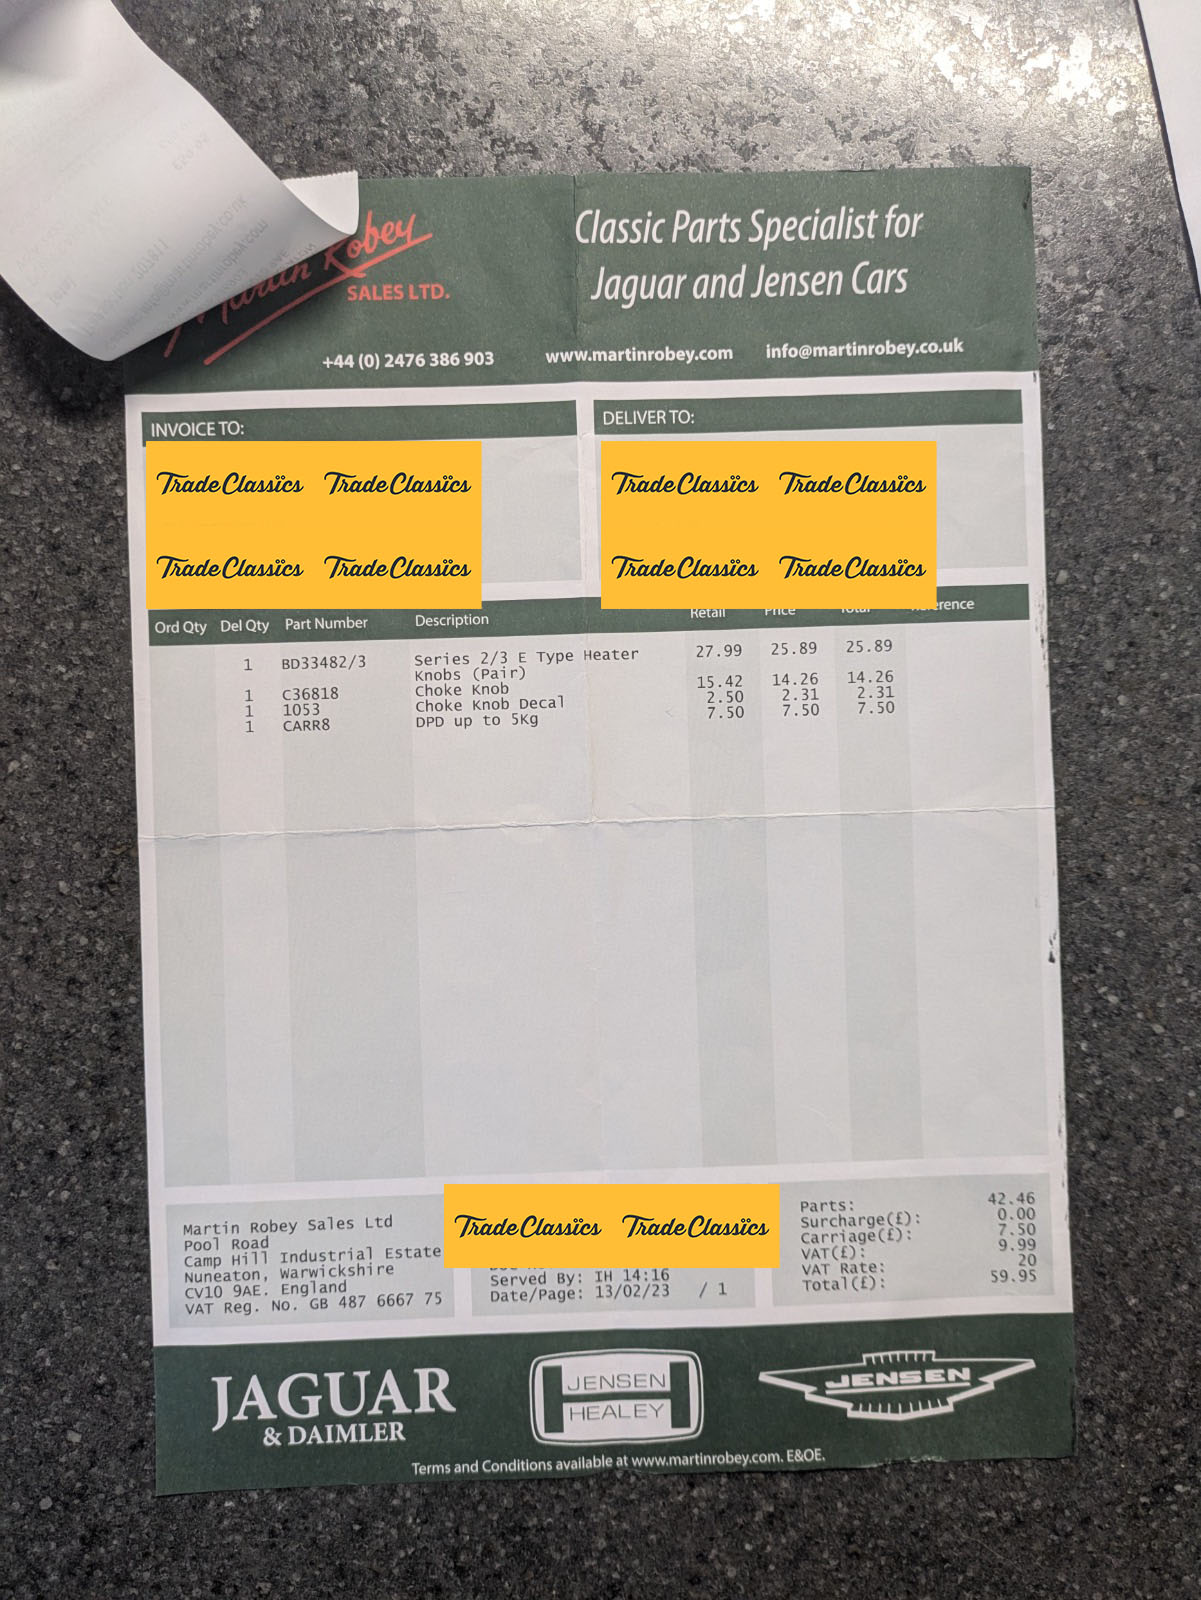 Martin Robey
SALES LTD.
Classic Parts Specialist for
Jaguar and Jensen Cars
+44 (0) 2476 386 903 www.martinrobey.com info@martinrobey.co.uk
INVOICE TO:
DELIVER TO:
Trade Classics Trade Classics
Trade Classics Trade Classics
Trade Classics Trade Classics
Trade Classics Trade Classics
Ord Qty Del Qty Part Number Description Retail Price Total
1 BD33482/3 Series 2/3 E Type Heater 27.99 25.89 25.89
Knobs (Pair)
1 C36818 Choke Knob 15.42 14.26 14.26
1 1053 Choke Knob Decal 2.50 2.31 2.31
1 CARR8 DPD up to 5Kg 7.50 7.50 7.50
Martin Robey Sales Ltd
Pool Road
Camp Hill Industrial Estate
Nuneaton, Warwickshire
CV10 9AE. England
VAT Reg. No. GB 487 6667 75
Trade Classics Trade Classics
Served By: IH 14:16
Date/Page: 13/02/23 / 1
Parts: 42.46
Surcharge(£): 0.00
Carriage(£): 7.50
VAT(£): 9.99
VAT Rate: 20
Total(£): 59.95
JAGUAR
& DAIMLER
JENSEN
HEALEY
JENSEN
Terms and Conditions available at www.martinrobey.com. E&OE.